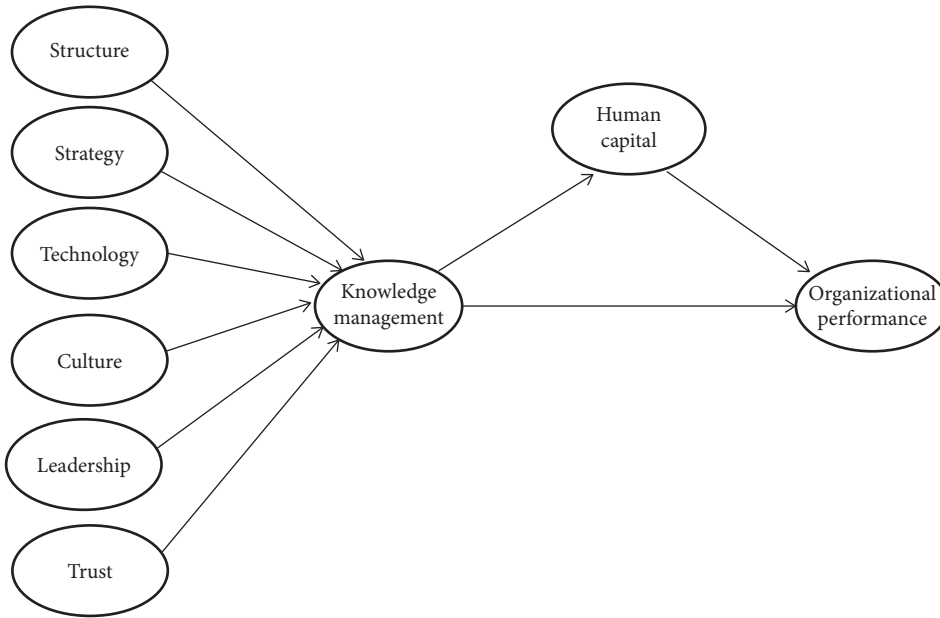 Structure
Strategy
Technology
Culture
Leadership
Trust
Knowledge
management
Human
capital
Organizational
performance